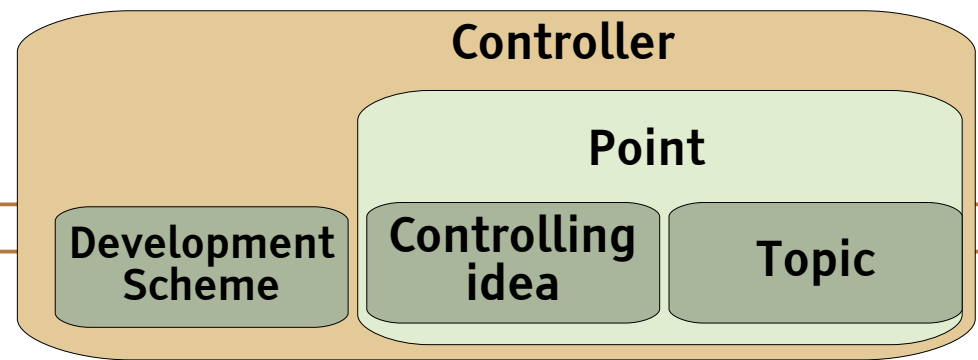 Controller
Point
Development
Scheme
Controlling
idea
Topic